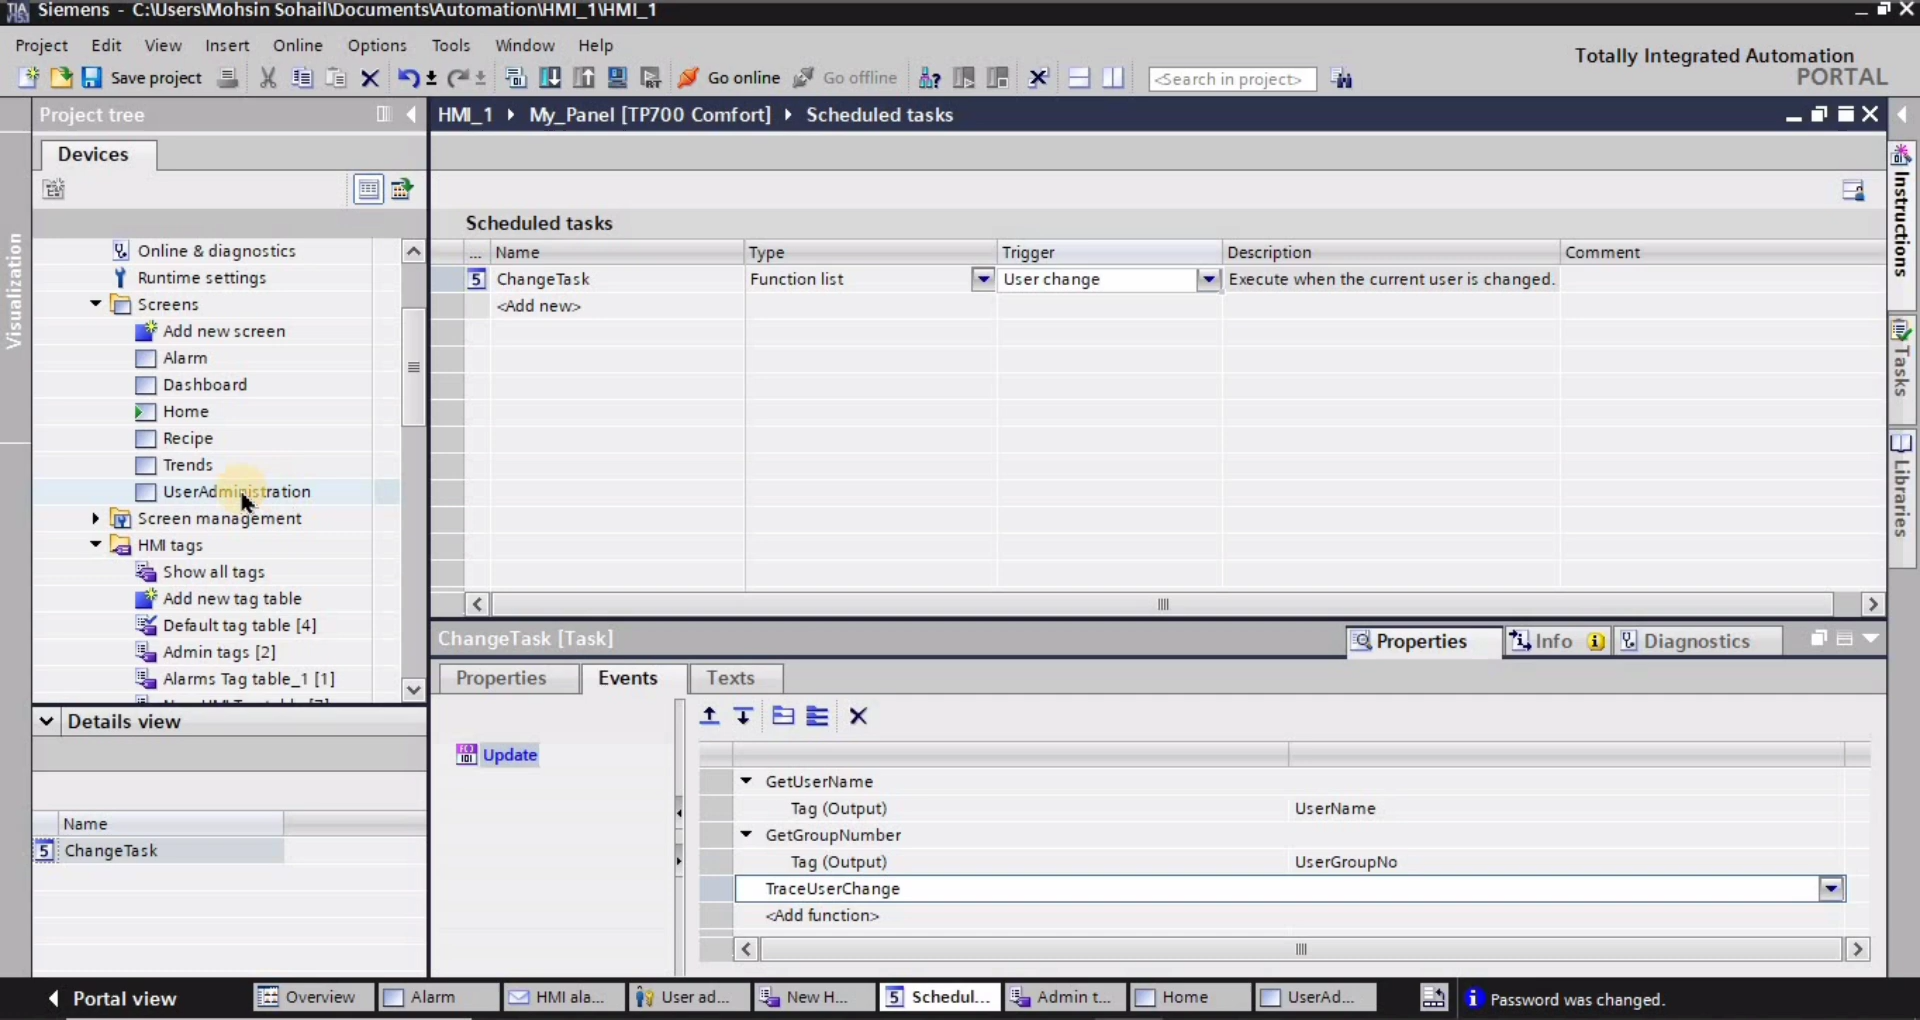 Siemens - C:\Users\Mohsin Sohail\Documents\Automation\HMI_1\HMI_1
Project Edit View Insert Online Options Tools Window Help
Totally Integrated Automation
PORTAL
Save project Go online Go offline <Search in project>
Project tree
HMI_1 My_Panel [TP700 Comfort] Scheduled tasks
Devices
Visualization
Instructions
Tasks
Libraries
Online & diagnostics
Runtime settings
Screens
Add new screen
Alarm
Dashboard
Home
Recipe
Trends
UserAdministration
Screen management
HMI tags
Show all tags
Add new tag table
Default tag table [4]
Admin tags [2]
Alarms Tag table_1 [1]
Scheduled tasks
... Name Type Trigger Description Comment
5 ChangeTask Function list User change Execute when the current user is changed.
<Add new>
Details view
Name
5 ChangeTask
ChangeTask [Task]
Properties Info Diagnostics
Properties Events Texts
Update
GetUserName
Tag (Output) UserName
GetGroupNumber
Tag (Output) UserGroupNo
TraceUserChange
<Add function>
Portal view Overview Alarm HMI ala... User ad... New H... 5 Schedul... Admin t... Home UserAd... Password was changed.